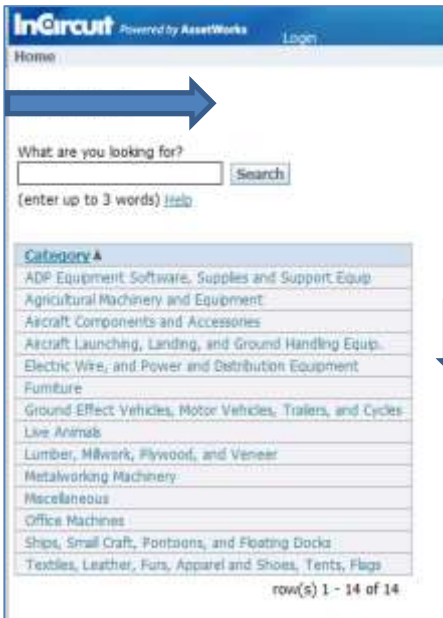 InCircuit Powered by AssetWorks
Login
Home
What are you looking for?
Search
(enter up to 3 words) Help
Category
ADP Equipment Software, Supplies and Support Equip
Agricultural Machinery and Equipment
Aircraft Components and Accessories
Aircraft Launching, Landing, and Ground Handling Equip.
Electric Wire, and Power and Distribution Equipment
Furniture
Ground Effect Vehicles, Motor Vehicles, Trailers, and Cycles
Live Animals
Lumber, Millwork, Plywood, and Veneer
Metalworking Machinery
Miscellaneous
Office Machines
Ships, Small Craft, Pontoons, and Floating Docks
Textiles, Leather, Furs, Apparel and Shoes, Tents, Flags
row(s) 1 - 14 of 14